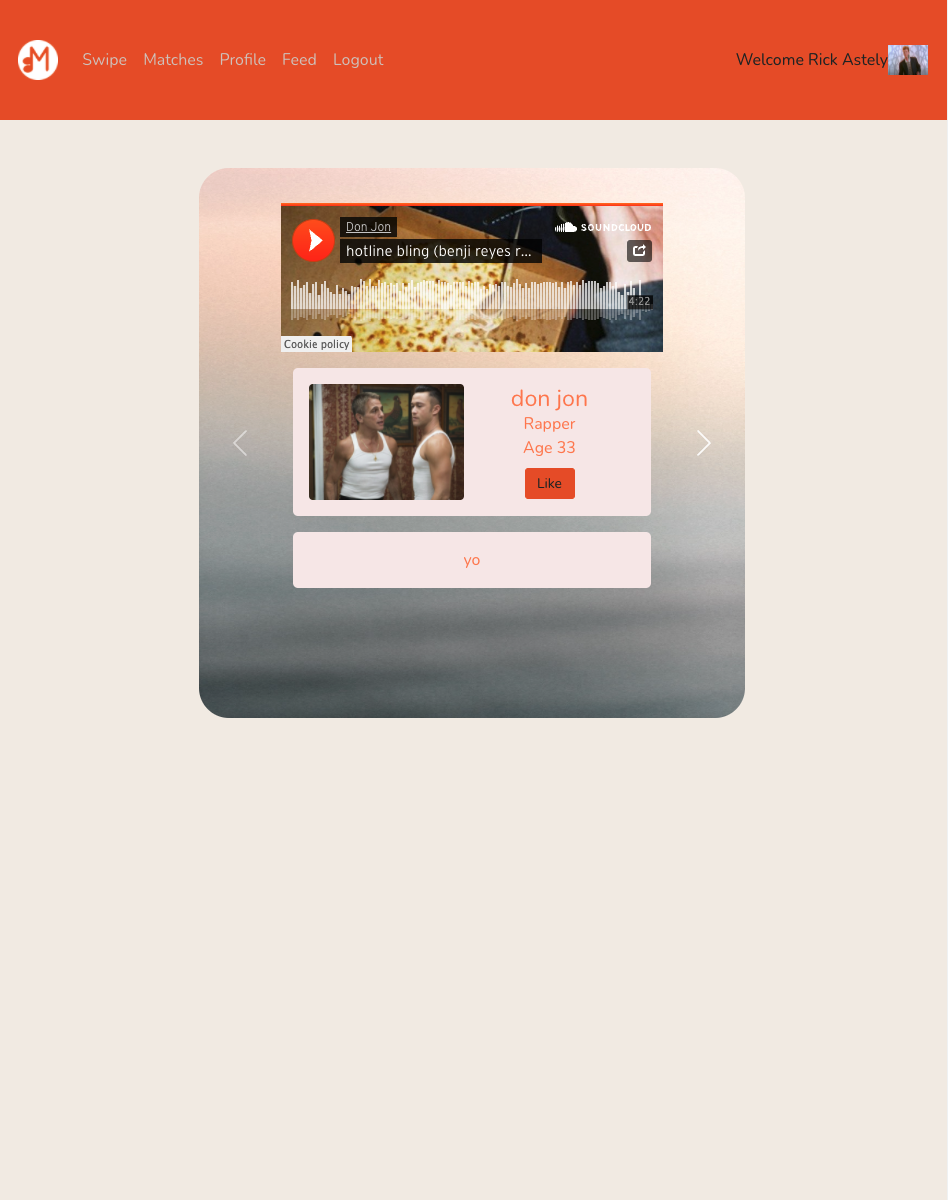 M
Swipe Matches Profile Feed Logout
Welcome Rick Astely
Don Jon
SOUNDCLOUD
hotline bling (benji reyes r...
4:22
Cookie policy
don jon
Rapper
Age 33
Like
yo